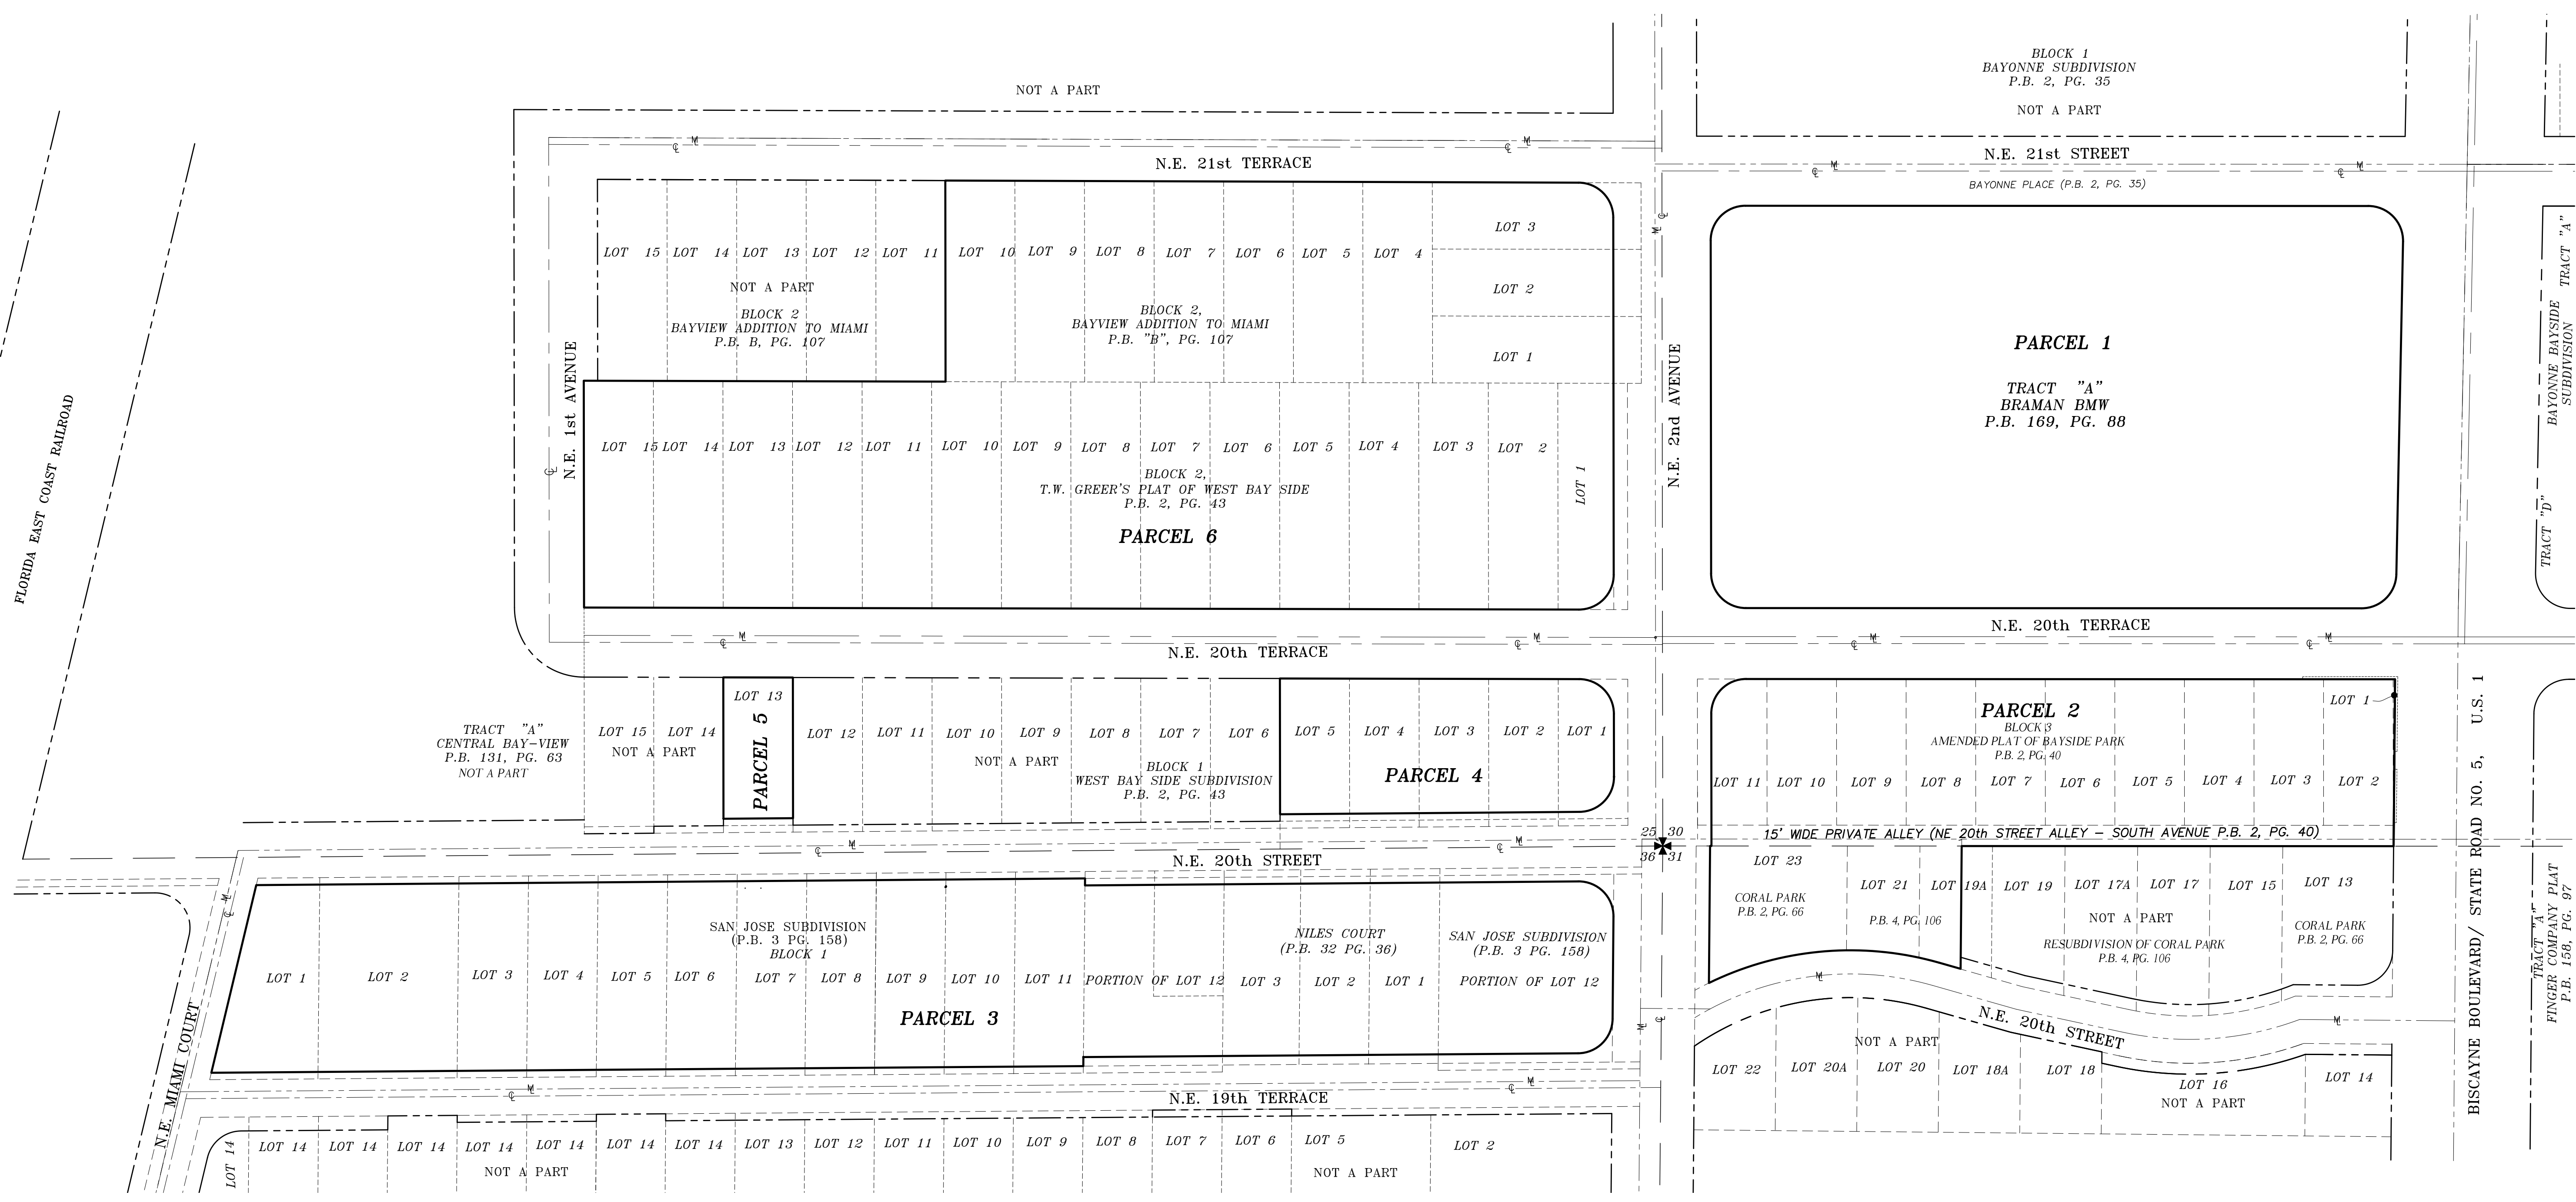 BLOCK 1
BAYONNE SUBDIVISION
P.B. 2, PG. 35
NOT A PART
NOT A PART
N.E. 21st TERRACE
N.E. 21st STREET
BAYONNE PLACE (P.B. 2, PG. 35)
LOT 15 LOT 14 LOT 13 LOT 12 LOT 11 LOT 10 LOT 9 LOT 8 LOT 7 LOT 6 LOT 5 LOT 4
LOT 3
LOT 2
LOT 1
NOT A PART
BLOCK 2
BAYVIEW ADDITION TO MIAMI
P.B. B, PG. 107
BLOCK 2,
BAYVIEW ADDITION TO MIAMI
P.B. "B", PG. 107
N.E. 1st AVENUE
N.E. 2nd AVENUE
FLORIDA EAST COAST RAILROAD
PARCEL 1
TRACT "A"
BRAMAN BMW
P.B. 169, PG. 88
BAYONNE BAYSIDE
SUBDIVISION
TRACT "A"
TRACT "D"
LOT 15 LOT 14 LOT 13 LOT 12 LOT 11 LOT 10 LOT 9 LOT 8 LOT 7 LOT 6 LOT 5 LOT 4 LOT 3 LOT 2
LOT 1
BLOCK 2,
T.W. GREER'S PLAT OF WEST BAY SIDE
P.B. 2, PG. 43
PARCEL 6
N.E. 20th TERRACE
N.E. 20th TERRACE
TRACT "A"
CENTRAL BAY-VIEW
P.B. 131, PG. 63
NOT A PART
LOT 15 LOT 14
NOT A PART
LOT 13
PARCEL 5
LOT 12 LOT 11 LOT 10 LOT 9 LOT 8 LOT 7 LOT 6 LOT 5 LOT 4 LOT 3 LOT 2 LOT 1
NOT A PART
BLOCK 1
WEST BAY SIDE SUBDIVISION
P.B. 2, PG. 43
PARCEL 4
PARCEL 2
BLOCK 3
AMENDED PLAT OF BAYSIDE PARK
P.B. 2, PG. 40
LOT 1
LOT 11 LOT 10 LOT 9 LOT 8 LOT 7 LOT 6 LOT 5 LOT 4 LOT 3 LOT 2
15' WIDE PRIVATE ALLEY (NE 20th STREET ALLEY – SOUTH AVENUE P.B. 2, PG. 40)
25 30
36 31
N.E. 20th STREET
BISCAYNE BOULEVARD/ STATE ROAD NO. 5, U.S. 1
TRACT "A"
FINGER COMPANY PLAT
P.B. 158, PG. 97
LOT 23
CORAL PARK
P.B. 2, PG. 66
LOT 21 LOT 19A LOT 19 LOT 17A LOT 17 LOT 15 LOT 13
P.B. 4, PG. 106
NOT A PART
RESUBDIVISION OF CORAL PARK
P.B. 4, PG. 106
CORAL PARK
P.B. 2, PG. 66
SAN JOSE SUBDIVISION
(P.B. 3 PG. 158)
BLOCK 1
NILES COURT
(P.B. 32 PG. 36)
SAN JOSE SUBDIVISION
(P.B. 3 PG. 158)
LOT 1 LOT 2 LOT 3 LOT 4 LOT 5 LOT 6 LOT 7 LOT 8 LOT 9 LOT 10 LOT 11 PORTION OF LOT 12 LOT 3 LOT 2 LOT 1 PORTION OF LOT 12
PARCEL 3
N.E. MIAMI COURT
N.E. 20th STREET
NOT A PART
LOT 22 LOT 20A LOT 20 LOT 18A LOT 18 LOT 16 LOT 14
NOT A PART
N.E. 19th TERRACE
LOT 14
LOT 14 LOT 14 LOT 14 LOT 14 LOT 14 LOT 14 LOT 14 LOT 13 LOT 12 LOT 11 LOT 10 LOT 9 LOT 8 LOT 7 LOT 6 LOT 5 LOT 2
NOT A PART
NOT A PART